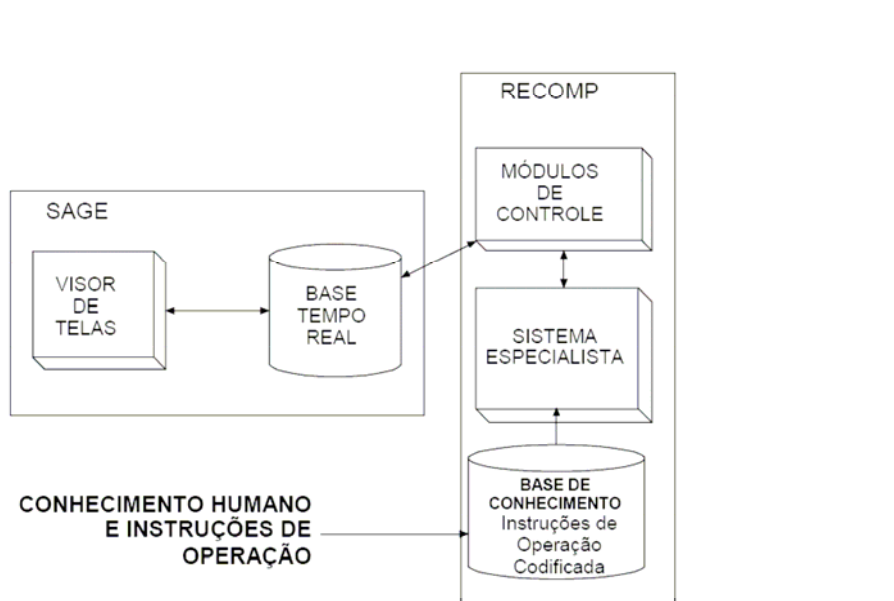 RECOMP
MÓDULOS
DE
CONTROLE
SAGE
VISOR
DE
TELAS
BASE
TEMPO
REAL
SISTEMA
ESPECIALISTA
BASE DE
CONHECIMENTO
Instruções de
Operação
Codificada
CONHECIMENTO HUMANO
E INSTRUÇÕES DE
OPERAÇÃO